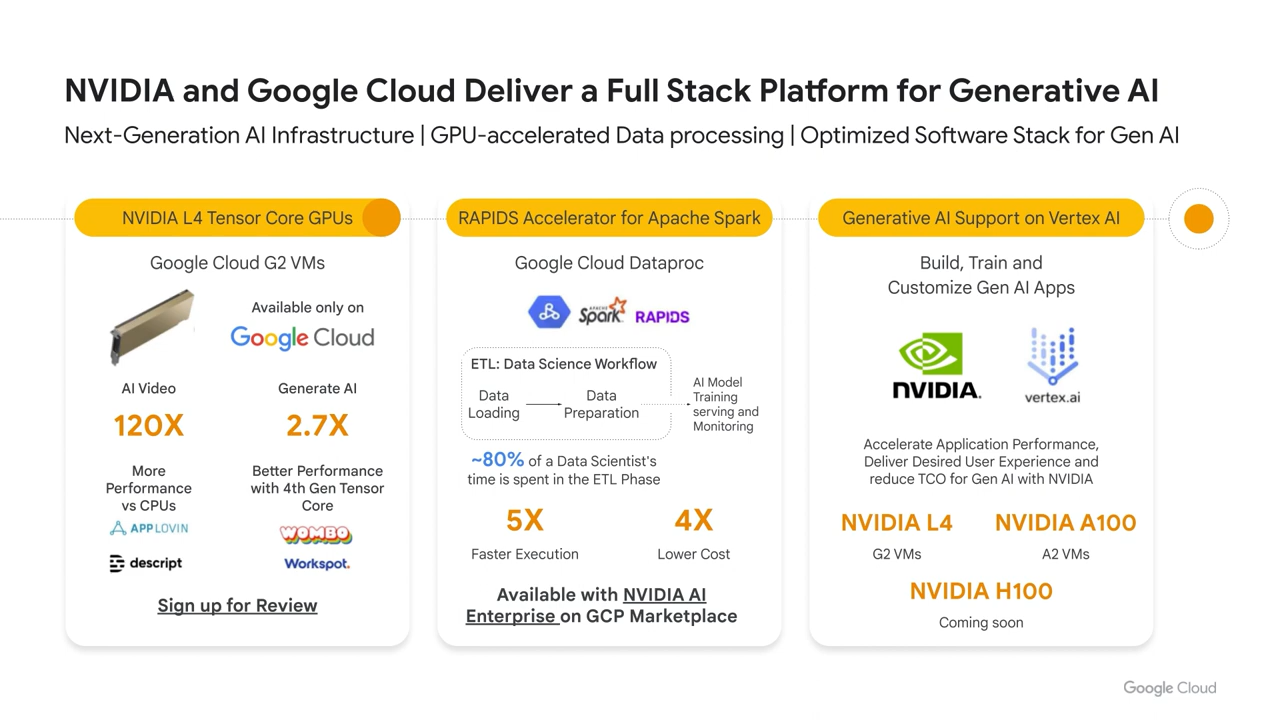 NVIDIA and Google Cloud Deliver a Full Stack Platform for Generative AI
Next-Generation AI Infrastructure | GPU-accelerated Data processing | Optimized Software Stack for Gen AI
NVIDIA L4 Tensor Core GPUs
Google Cloud G2 VMs
Available only on
Google Cloud
AI Video
120X
More
Performance
vs CPUs
Generate AI
2.7X
Better Performance
with 4th Gen Tensor
Core
APPLOVIN
WOMBO
descript
Workspot.
Sign up for Review
RAPIDS Accelerator for Apache Spark
Google Cloud Dataproc
APACHE
Spark
RAPIDS
ETL: Data Science Workflow
Data
Loading
Data
Preparation
AI Model
Training
serving and
Monitoring
~80% of a Data Scientist's
time is spent in the ETL Phase
5X
Faster Execution
4X
Lower Cost
Available with NVIDIA AI
Enterprise on GCP Marketplace
Generative AI Support on Vertex AI
Build, Train and
Customize Gen AI Apps
NVIDIA.
vertex.ai
Accelerate Application Performance,
Deliver Desired User Experience and
reduce TCO for Gen AI with NVIDIA
NVIDIA L4
G2 VMs
NVIDIA A100
A2 VMs
NVIDIA H100
Coming soon
Google Cloud